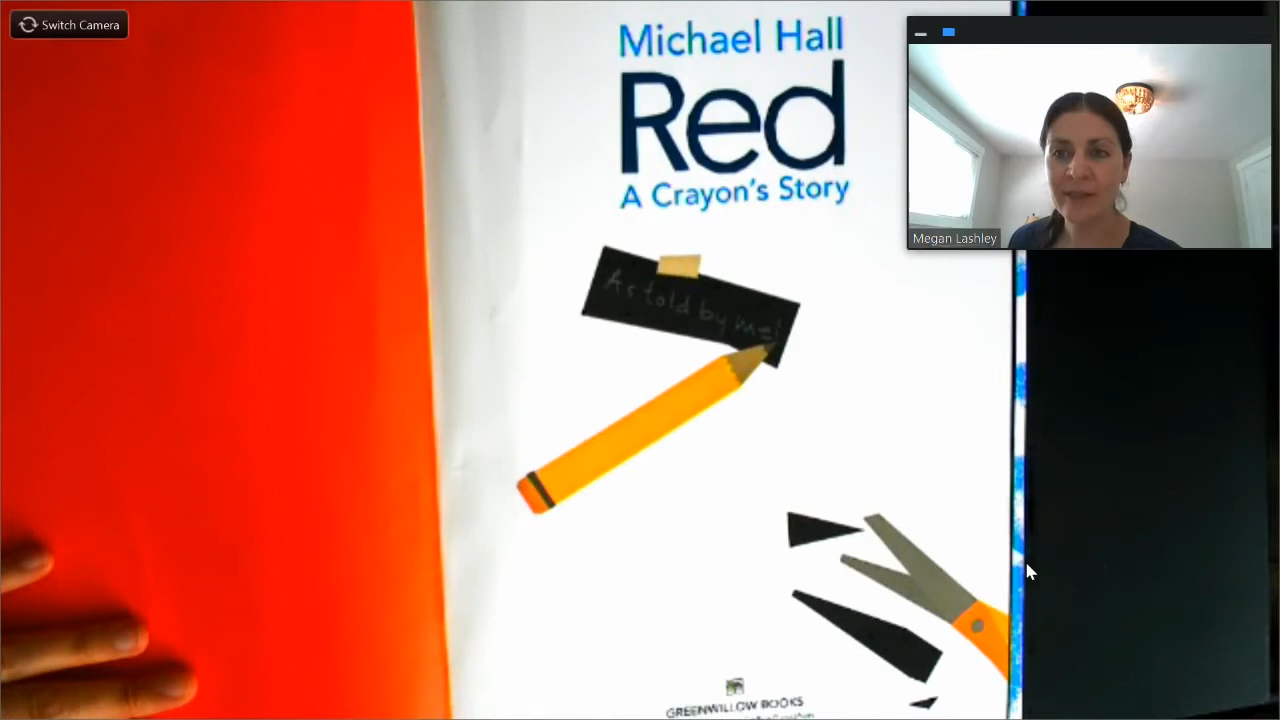 Switch Camera
Michael Hall
Red
A Crayon's Story
Megan Lashley
As told by me!
GREENWILLOW BOOKS